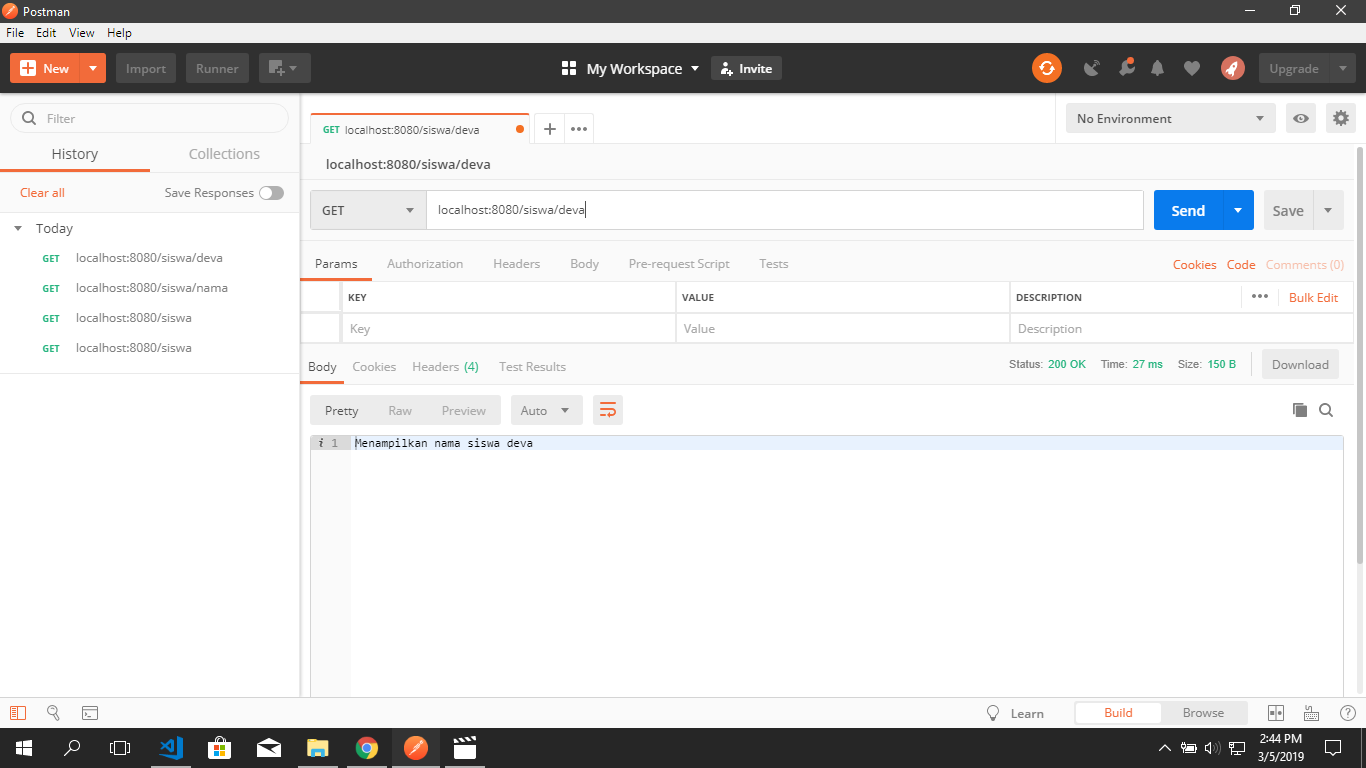 Postman
File Edit View Help
New Import Runner My Workspace Invite Upgrade
Filter
History Collections
Clear all Save Responses
Today
GET localhost:8080/siswa/deva
GET localhost:8080/siswa/nama
GET localhost:8080/siswa
GET localhost:8080/siswa
GET localhost:8080/siswa/deva
No Environment
localhost:8080/siswa/deva
GET localhost:8080/siswa/deva Send Save
Params Authorization Headers Body Pre-request Script Tests Cookies Code Comments (0)
KEY VALUE DESCRIPTION Bulk Edit
Key Value Description
Body Cookies Headers (4) Test Results Status: 200 OK Time: 27 ms Size: 150 B Download
Pretty Raw Preview Auto
i 1 Menampilkan nama siswa deva
Learn Build Browse
2:44 PM
3/5/2019